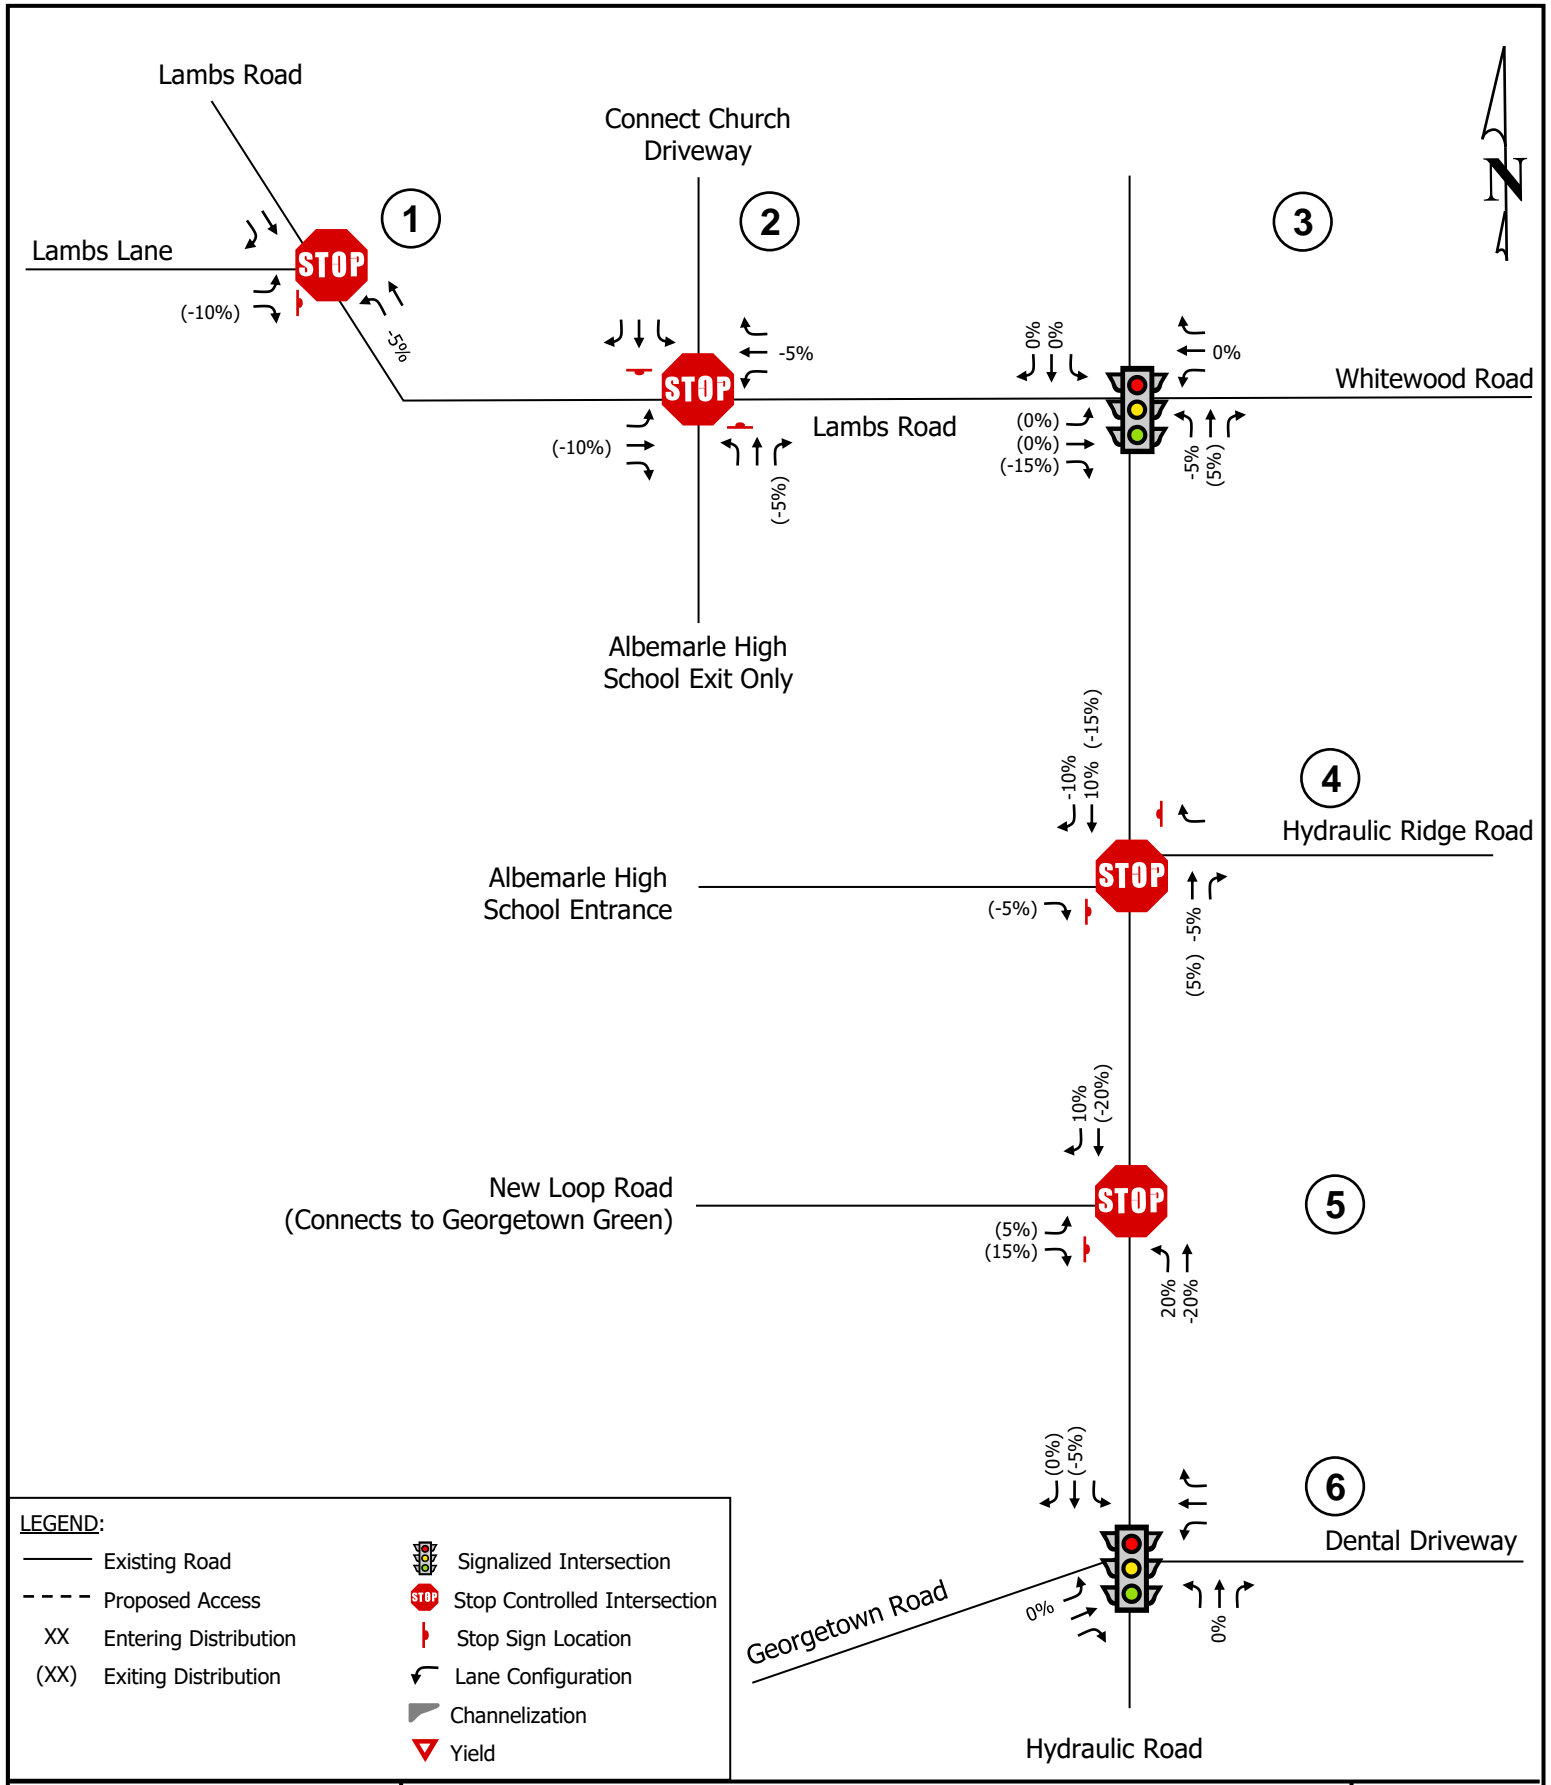 Lambs Road
Connect Church
Driveway
N
1
2
3
Lambs Lane
STOP
(-10%)
-5%
-5%
STOP
(-10%)
(-5%)
Lambs Road
0%
0%
0%
Whitewood Road
(0%)
(0%)
(-15%)
-5%
(5%)
Albemarle High
School Exit Only
-10%
10% (-15%)
4
Hydraulic Ridge Road
STOP
Albemarle High
School Entrance
(-5%)
(5%) -5%
10%
(-20%)
New Loop Road
(Connects to Georgetown Green)
STOP
5
(5%)
(15%)
20%
-20%
(0%)
(-5%)
6
Dental Driveway
Georgetown Road
0%
0%
Hydraulic Road
LEGEND:
Existing Road
Proposed Access
XX Entering Distribution
(XX) Exiting Distribution
Signalized Intersection
STOP Stop Controlled Intersection
Stop Sign Location
Lane Configuration
Channelization
Yield